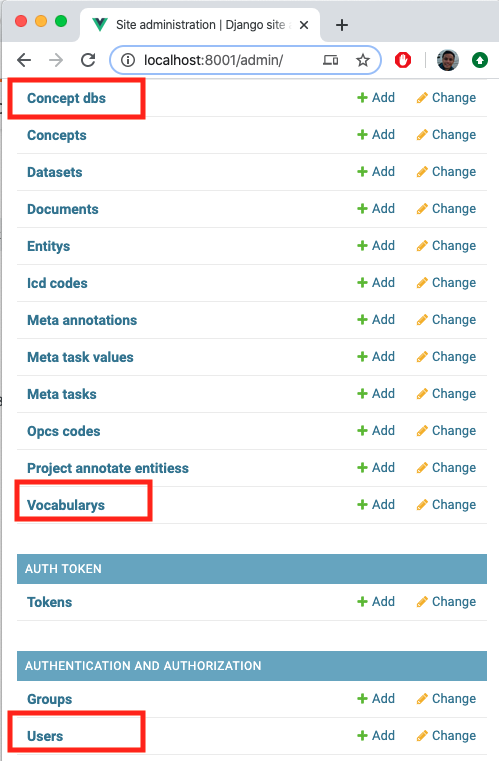 Site administration | Django site a
localhost:8001/admin/
Concept dbs Add Change
Concepts Add Change
Datasets Add Change
Documents Add Change
Entitys Add Change
Icd codes Add Change
Meta annotations Add Change
Meta task values Add Change
Meta tasks Add Change
Opcs codes Add Change
Project annotate entitiess Add Change
Vocabularys Add Change
AUTH TOKEN
Tokens Add Change
AUTHENTICATION AND AUTHORIZATION
Groups Add Change
Users Add Change